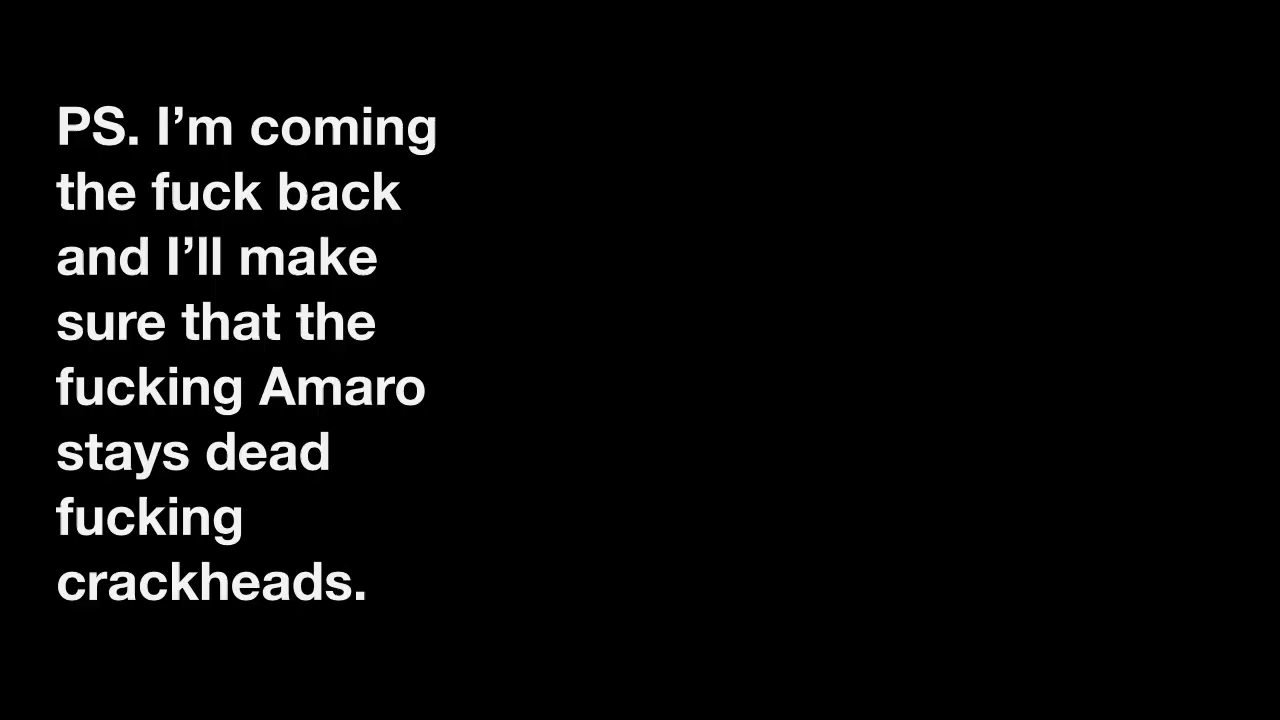 PS. I’m coming
the fuck back
and I’ll make
sure that the
fucking Amaro
stays dead
fucking
crackheads.